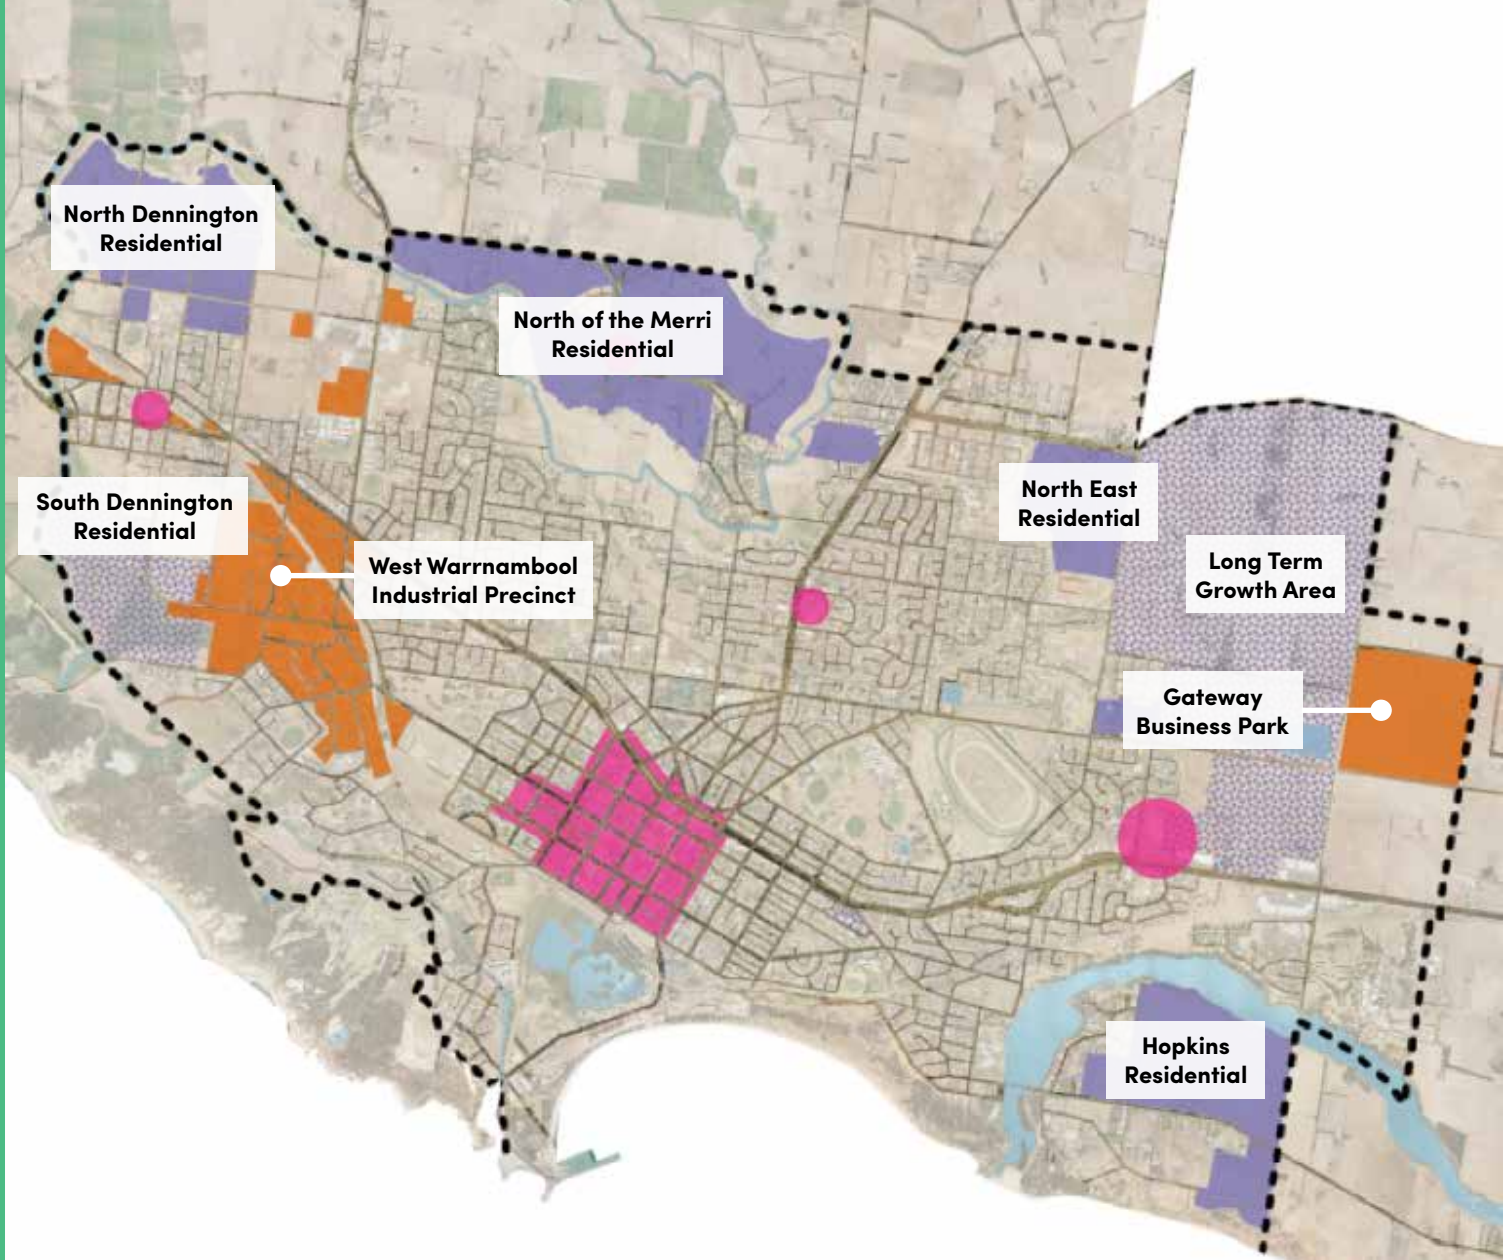 North Dennington
Residential
North of the Merri
Residential
South Dennington
Residential
West Warrnambool
Industrial Precinct
North East
Residential
Long Term
Growth Area
Gateway
Business Park
Hopkins
Residential